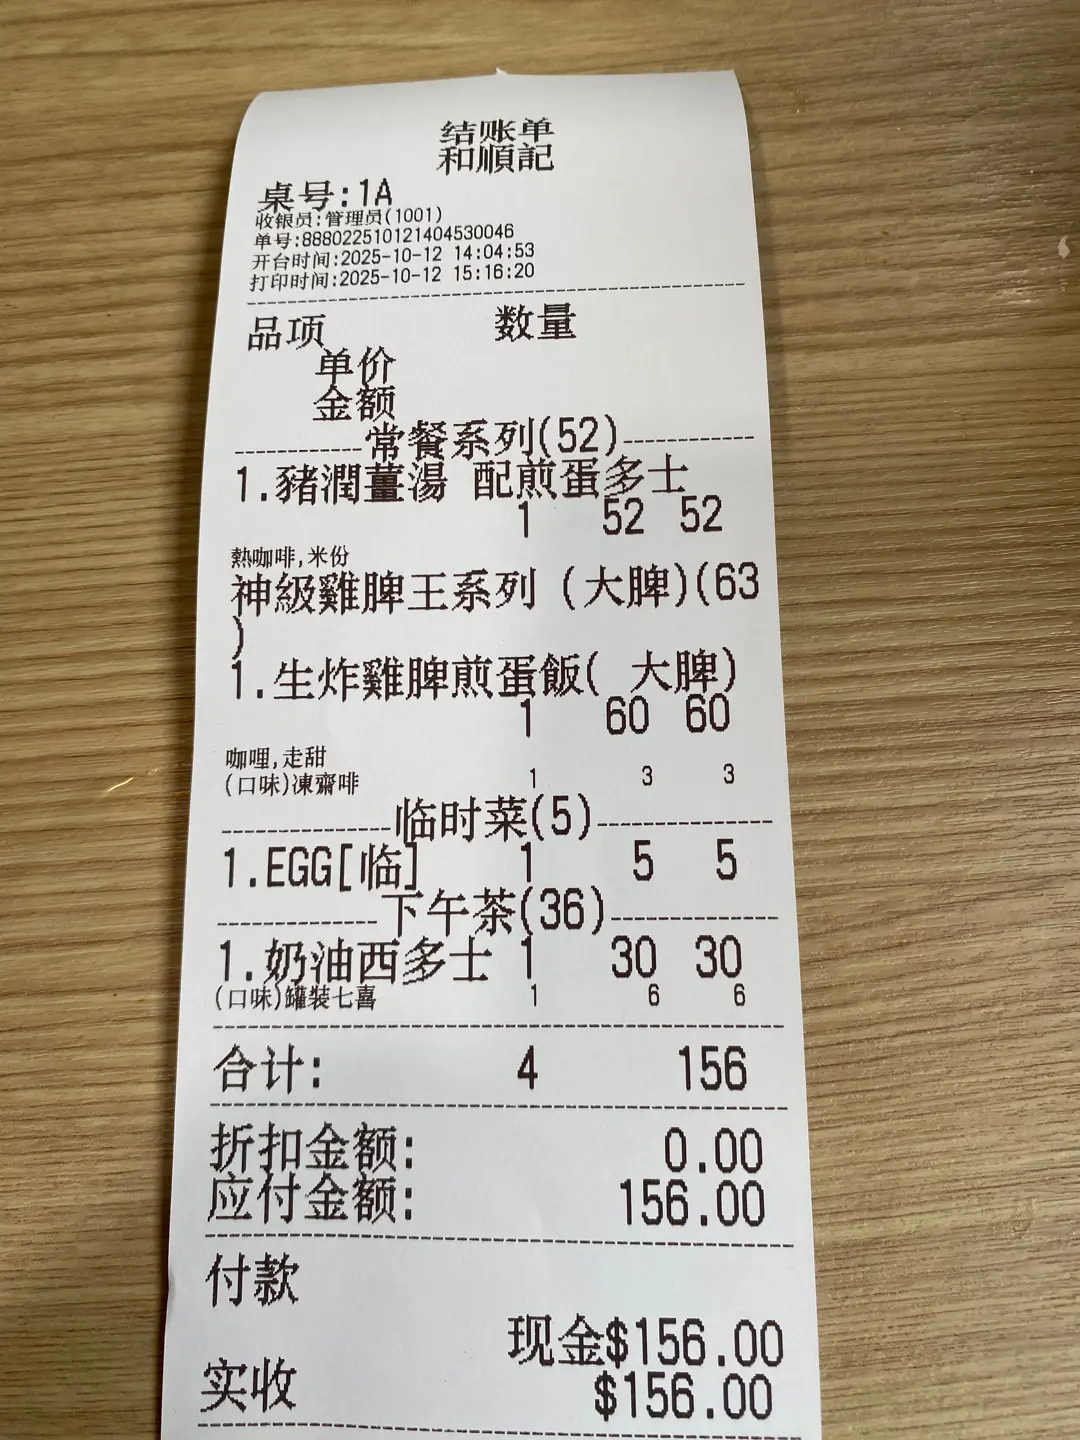 结账单
和順記
桌号:1A
收银员:管理员(1001)
单号:888022510121404530046
开台时间:2025-10-12 14:04:53
打印时间:2025-10-12 15:16:20
品项 数量
单价
金额
常餐系列(52)
1.豬潤薑湯 配煎蛋多士
1 52 52
熱咖啡,米份
神級雞脾王系列 (大脾)(63
)
1.生炸雞脾煎蛋飯( 大脾)
1 60 60
咖哩,走甜
(口味)凍齋啡 1 3 3
临时菜(5)
1.EGG[临] 1 5 5
下午茶(36)
1.奶油西多士 1 30 30
(口味)罐裝七喜 1 6 6
合计: 4 156
折扣金额: 0.00
应付金额: 156.00
付款
现金$156.00
实收 $156.00